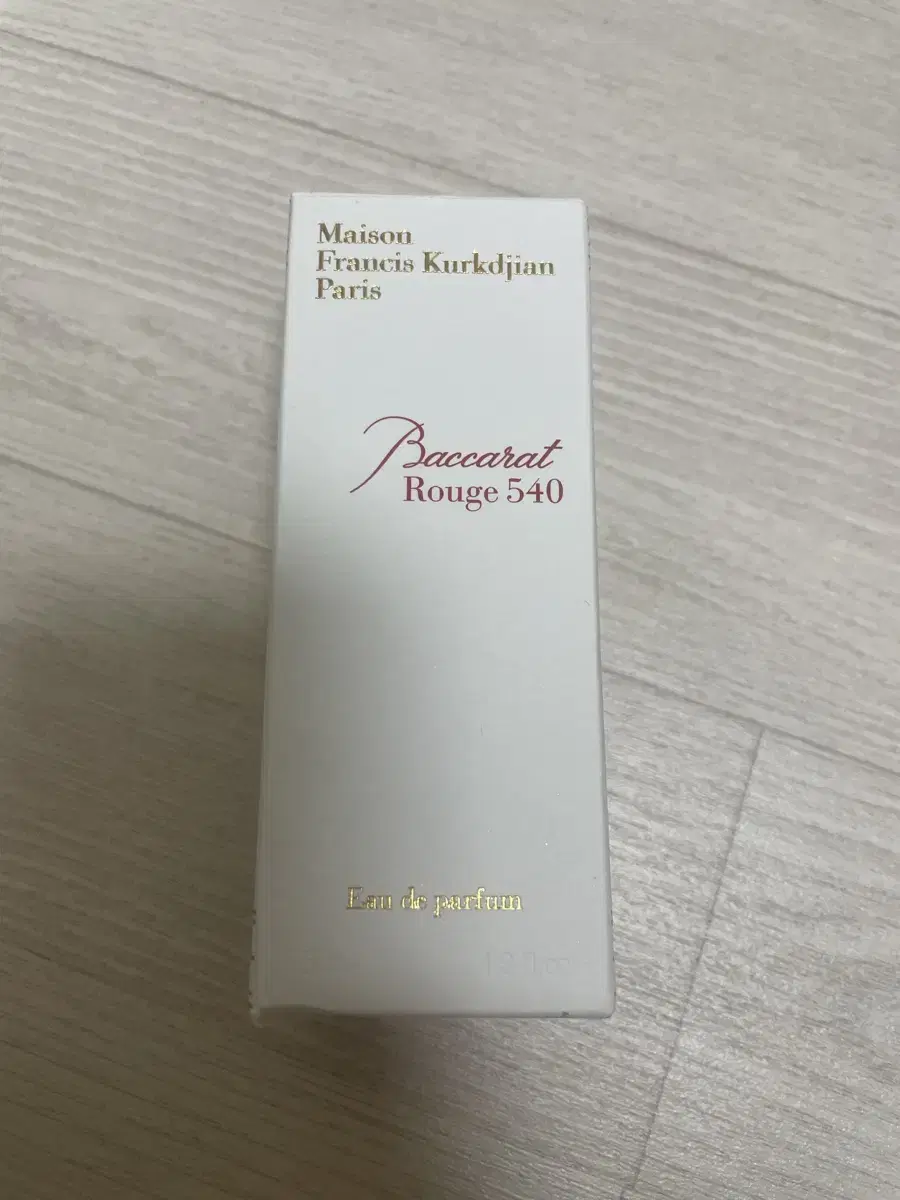 Maison
Francis Kurkdjian
Paris
Baccarat
Rouge 540
Eau de parfum